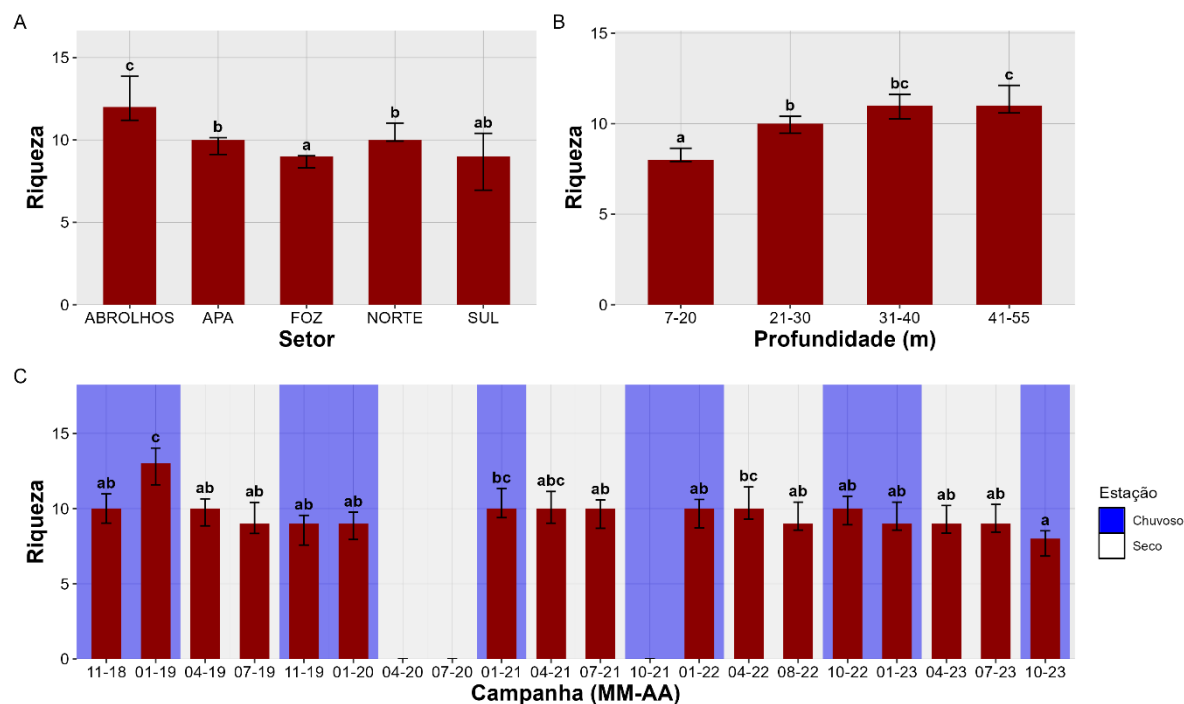 A
Riqueza
15
10
5
0
c
b
a
b
ab
ABROLHOS APA FOZ NORTE SUL
Setor
B
Riqueza
15
10
5
0
a
b
bc
c
7-20 21-30 31-40 41-55
Profundidade (m)
C
Riqueza
15
10
5
0
ab c ab ab ab ab bc abc ab ab bc ab ab ab ab ab a
11-18 01-19 04-19 07-19 11-19 01-20 04-20 07-20 01-21 04-21 07-21 10-21 01-22 04-22 08-22 10-22 01-23 04-23 07-23 10-23
Campanha (MM-AA)
Estação
Chuvoso
Seco